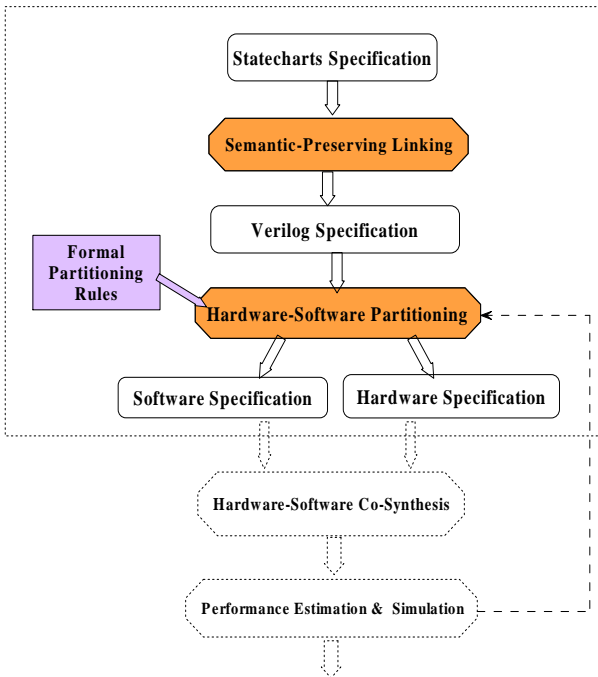 Statecharts Specification
Semantic-Preserving Linking
Verilog Specification
Formal
Partitioning
Rules
Hardware-Software Partitioning
Software Specification
Hardware Specification
Hardware-Software Co-Synthesis
Performance Estimation & Simulation